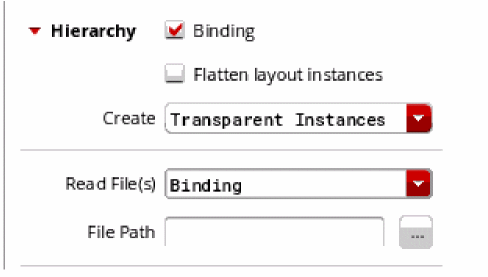 Hierarchy Binding
Flatten layout instances
Create Transparent Instances
Read File(s) Binding
File Path ...